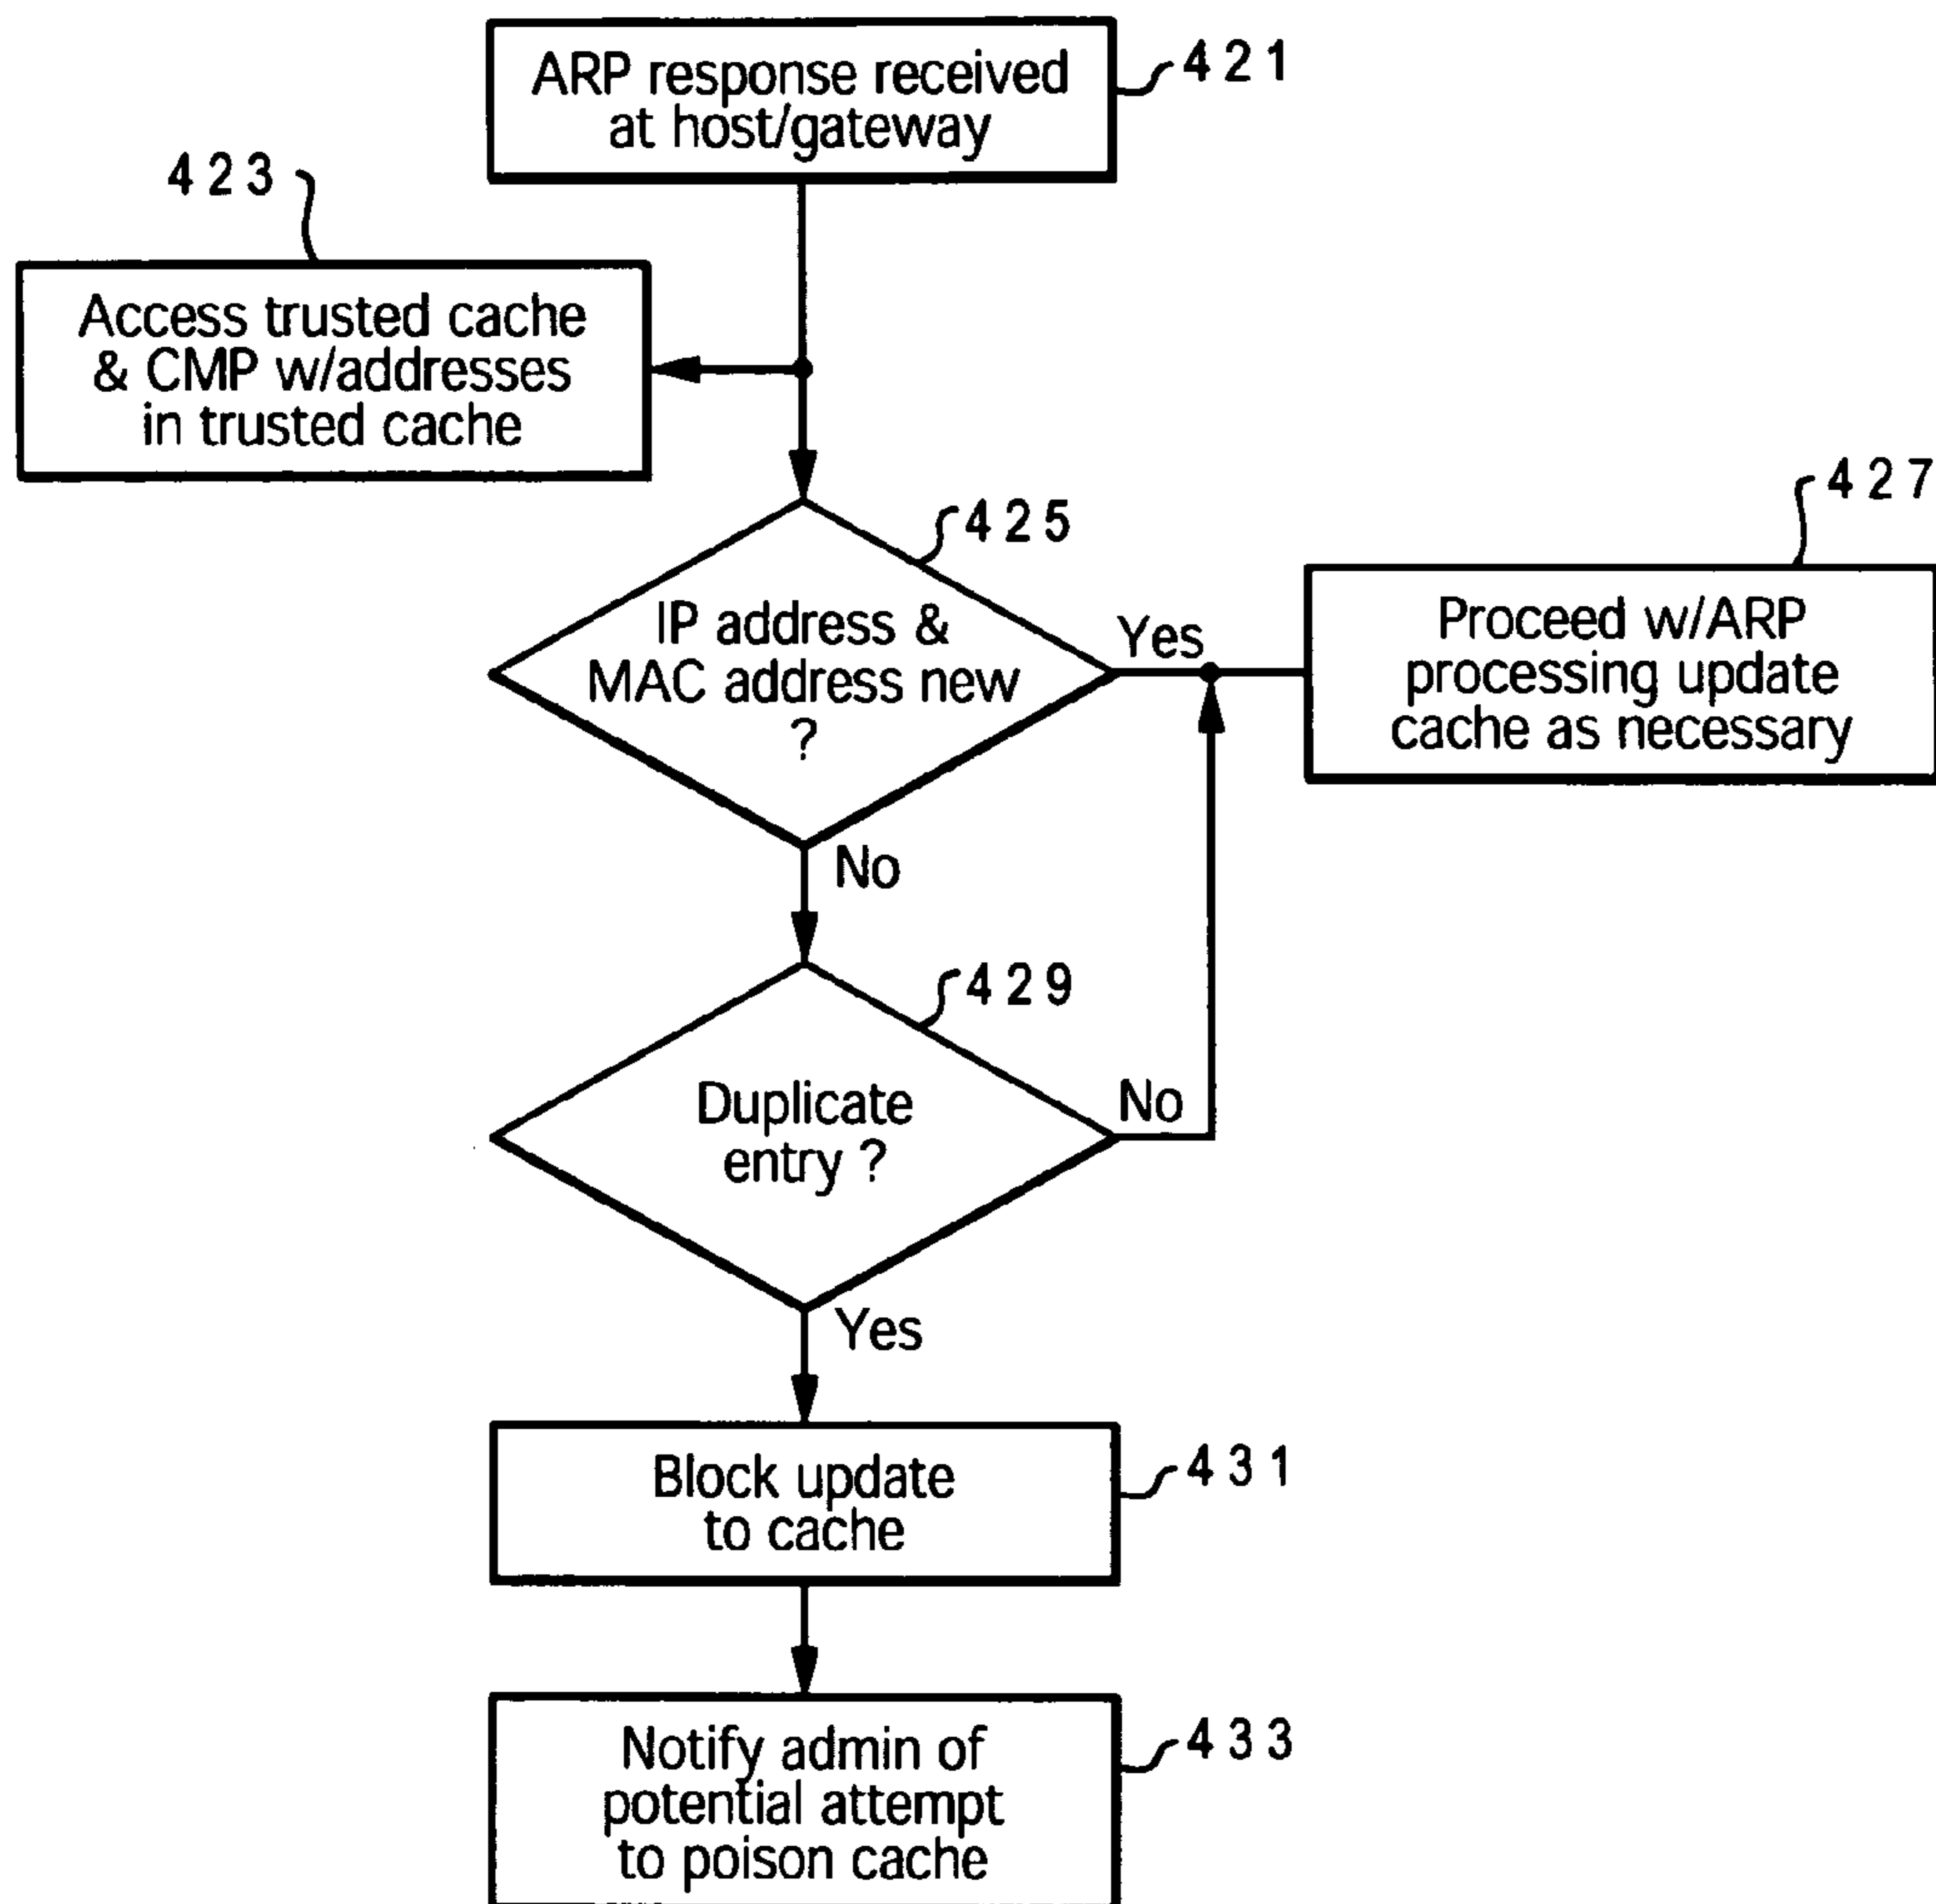 ARP response received
at host/gateway
421
423
Access trusted cache
& CMP w/addresses
in trusted cache
425
IP address &
MAC address new
?
Yes
427
Proceed w/ARP
processing update
cache as necessary
No
429
Duplicate
entry ?
No
Yes
Block update
to cache
431
Notify admin of
potential attempt
to poison cache
433